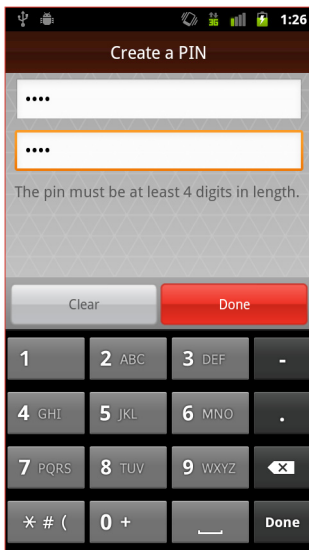 3G 1:26
Create a PIN
••••
••••
The pin must be at least 4 digits in length.
Clear Done
1 2 ABC 3 DEF -
4 GHI 5 JKL 6 MNO .
7 PQRS 8 TUV 9 WXYZ
* # ( 0 + Done